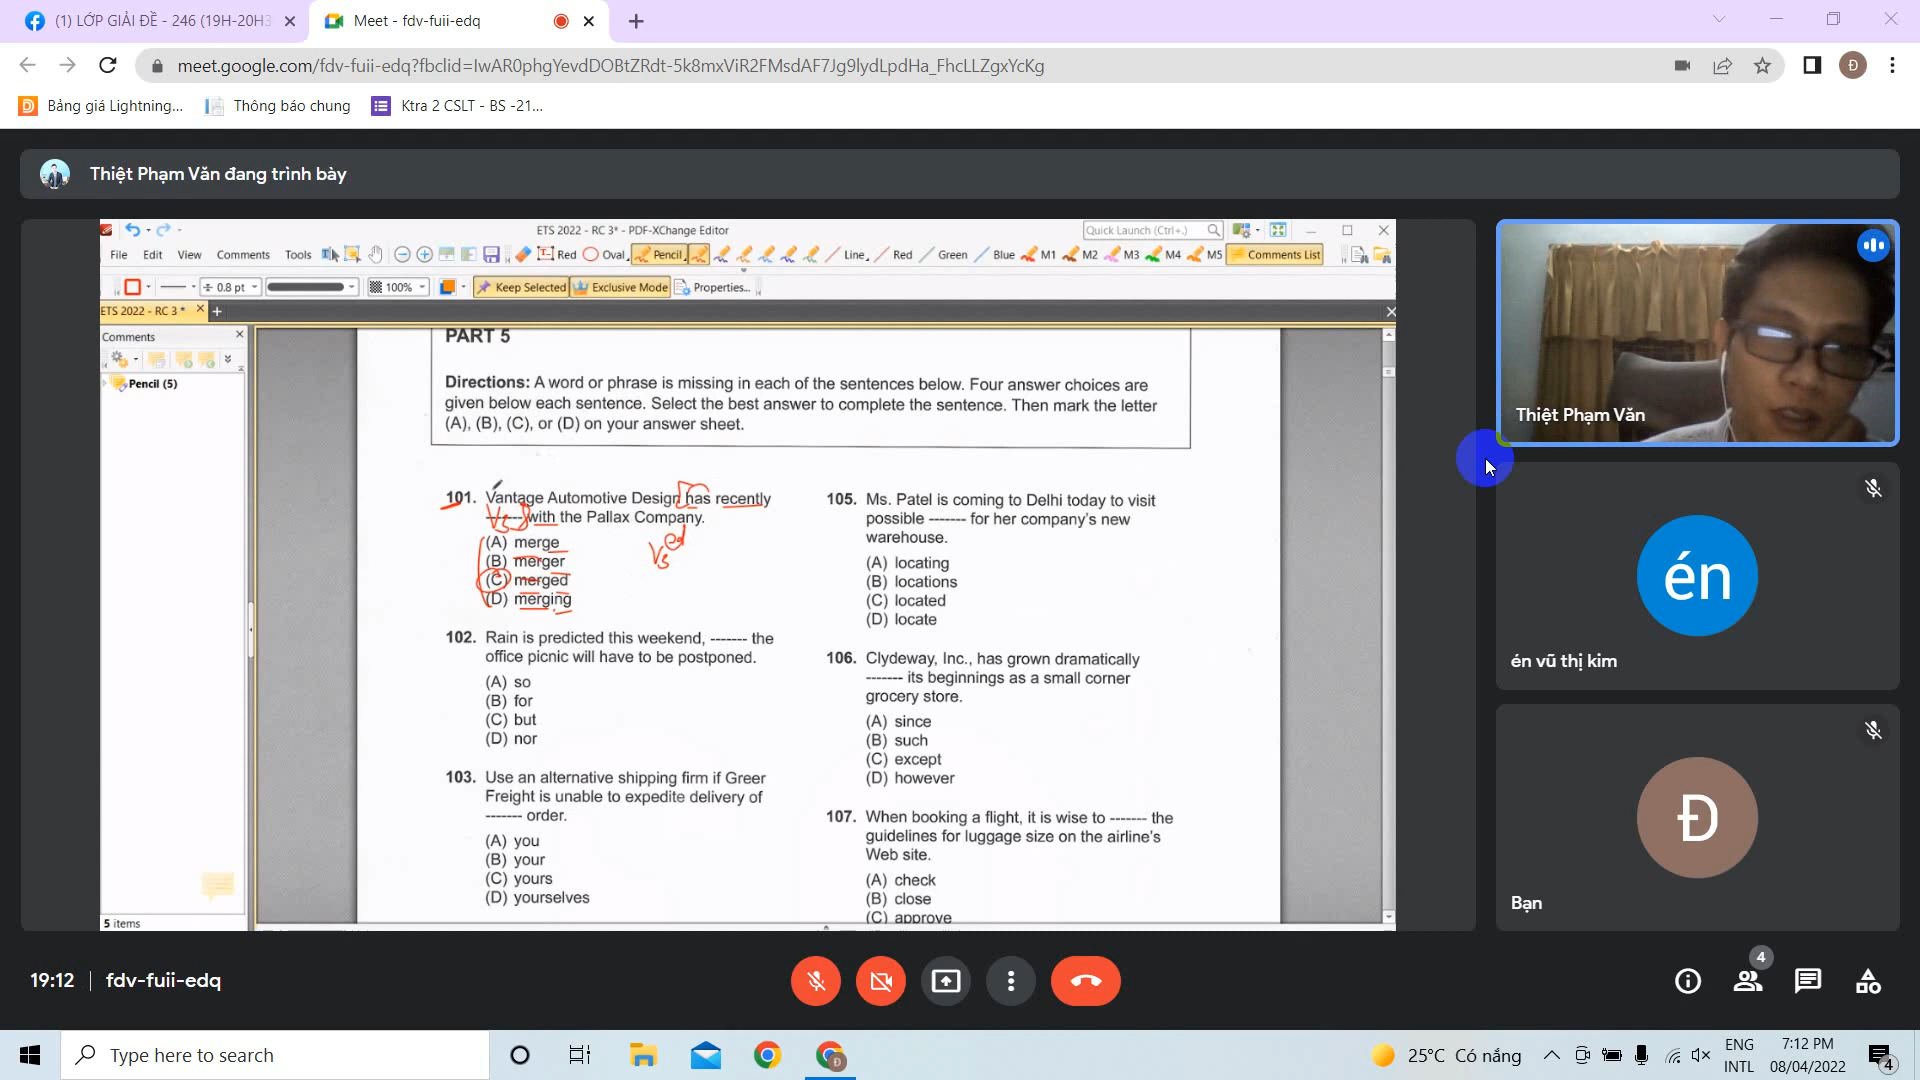 (1) LỚP GIẢI ĐỀ - 246 (19H-20H3
Meet - fdv-fuii-edq
meet.google.com/fdv-fuii-edq?fbclid=IwAR0phgYevdDOBtZRdt-5k8mxViR2FMsdAF7Jg9lydLpdHa_FhcLLZgxYcKg
Đ
Bảng giá Lightning...
Thông báo chung
Ktra 2 CSLT - BS -21...
Thiệt Phạm Văn đang trình bày
ETS 2022 - RC 3* - PDF-XChange Editor
Quick Launch (Ctrl+.)
File Edit View Comments Tools Red Oval Pencil Line Red Green Blue M1 M2 M3 M4 M5 Comments List
0.8 pt 100% Keep Selected Exclusive Mode Properties...
ETS 2022 - RC 3 *
Comments
Pencil (5)
5 items
PART 5
Directions: A word or phrase is missing in each of the sentences below. Four answer choices are
given below each sentence. Select the best answer to complete the sentence. Then mark the letter
(A), (B), (C), or (D) on your answer sheet.
101. Vantage Automotive Design has recently
------- with the Pallax Company.
V3
V3 ed
(A) merge
(B) merger
(C) merged
(D) merging
102. Rain is predicted this weekend, ------- the
office picnic will have to be postponed.
(A) so
(B) for
(C) but
(D) nor
103. Use an alternative shipping firm if Greer
Freight is unable to expedite delivery of
------- order.
(A) you
(B) your
(C) yours
(D) yourselves
105. Ms. Patel is coming to Delhi today to visit
possible ------- for her company's new
warehouse.
(A) locating
(B) locations
(C) located
(D) locate
106. Clydeway, Inc., has grown dramatically
------- its beginnings as a small corner
grocery store.
(A) since
(B) such
(C) except
(D) however
107. When booking a flight, it is wise to ------- the
guidelines for luggage size on the airline's
Web site.
(A) check
(B) close
(C) approve
Thiệt Phạm Văn
én
én vũ thị kim
Đ
Bạn
19:12 | fdv-fuii-edq
4
Type here to search
25°C Có nắng
ENG
INTL
7:12 PM
08/04/2022
4